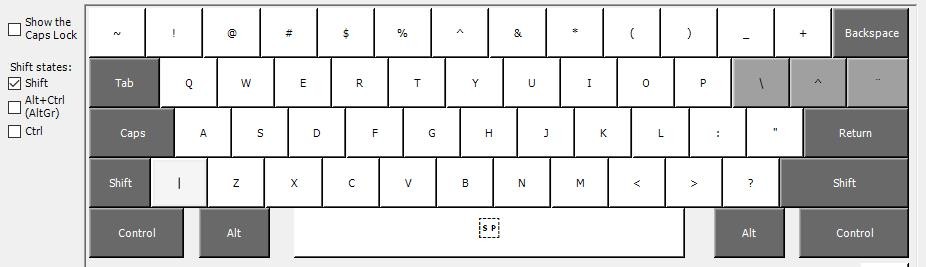 Show the
Caps Lock
Shift states:
Shift
Alt+Ctrl
(AltGr)
Ctrl
~ ! @ # $ % ^ & * ( ) _ + Backspace
Tab Q W E R T Y U I O P \ ^ ¨
Caps A S D F G H J K L : " Return
Shift | Z X C V B N M < > ? Shift
Control Alt SP Alt Control